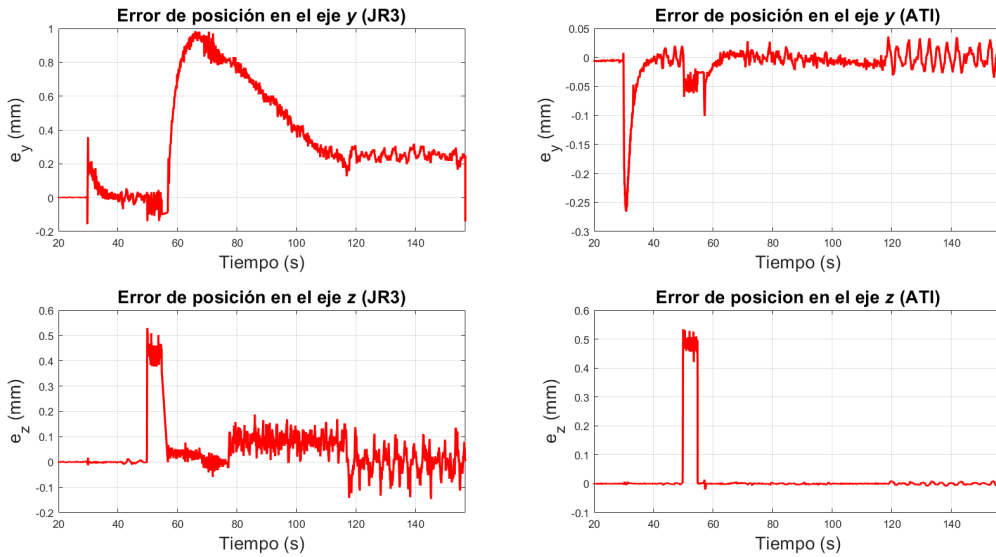 Error de posición en el eje y (JR3)
1
0.8
0.6
0.4
0.2
0
-0.2
e_y (mm)
20 40 60 80 100 120 140
Tiempo (s)
Error de posición en el eje y (ATI)
0.05
0
-0.05
-0.1
-0.15
-0.2
-0.25
-0.3
e_y (mm)
20 40 60 80 100 120 140
Tiempo (s)
Error de posición en el eje z (JR3)
0.6
0.5
0.4
0.3
0.2
0.1
0
-0.1
-0.2
e_z (mm)
20 40 60 80 100 120 140
Tiempo (s)
Error de posicion en el eje z (ATI)
0.6
0.5
0.4
0.3
0.2
0.1
0
-0.1
e_z (mm)
20 40 60 80 100 120 140
Tiempo (s)